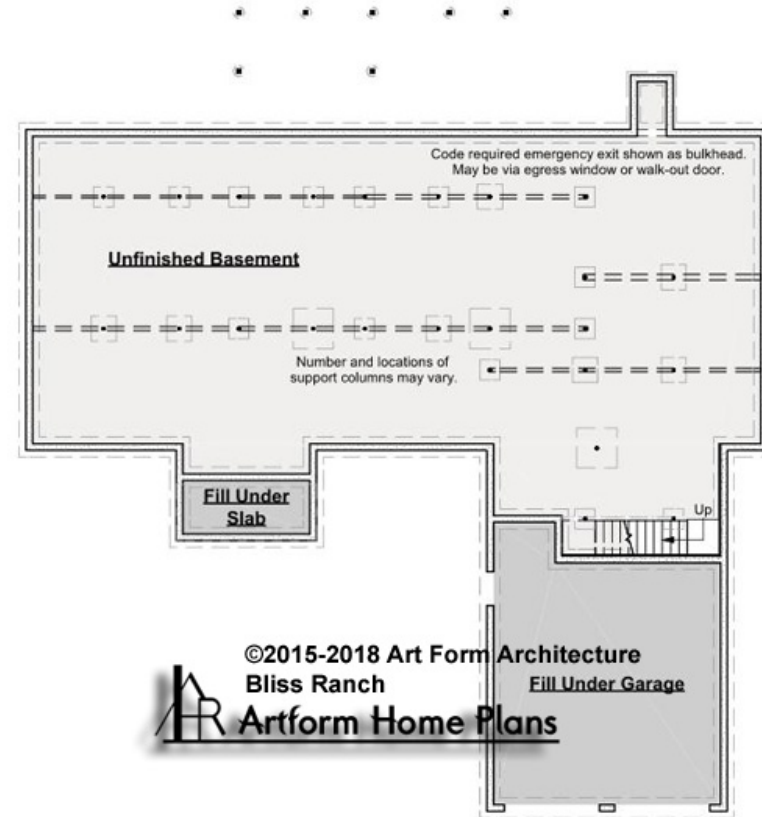 Code required emergency exit shown as bulkhead.
May be via egress window or walk-out door.
Unfinished Basement
Number and locations of
support columns may vary.
Fill Under
Slab
Up
©2015-2018 Art Form Architecture
Bliss Ranch
Fill Under Garage
AHR Artform Home Plans